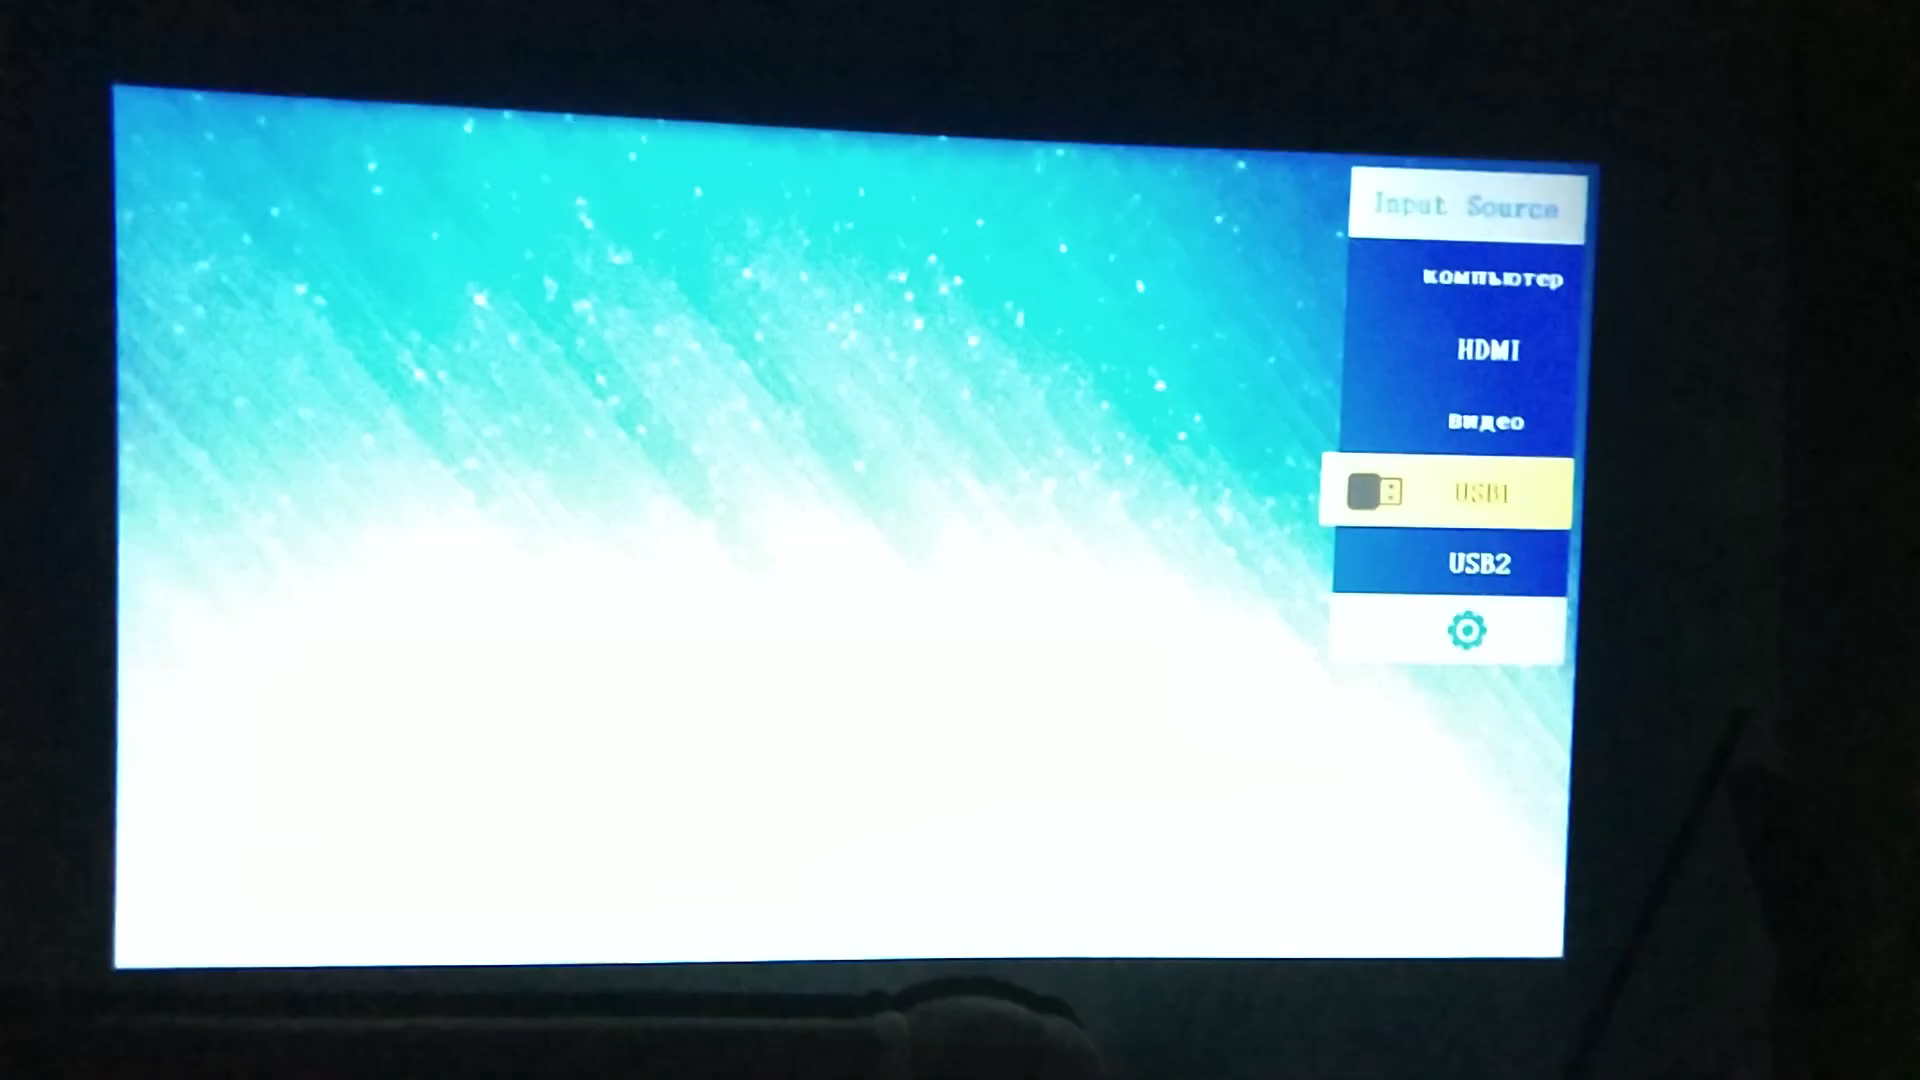 Input Source
компьютер
HDMI
видео
USB1
USB2